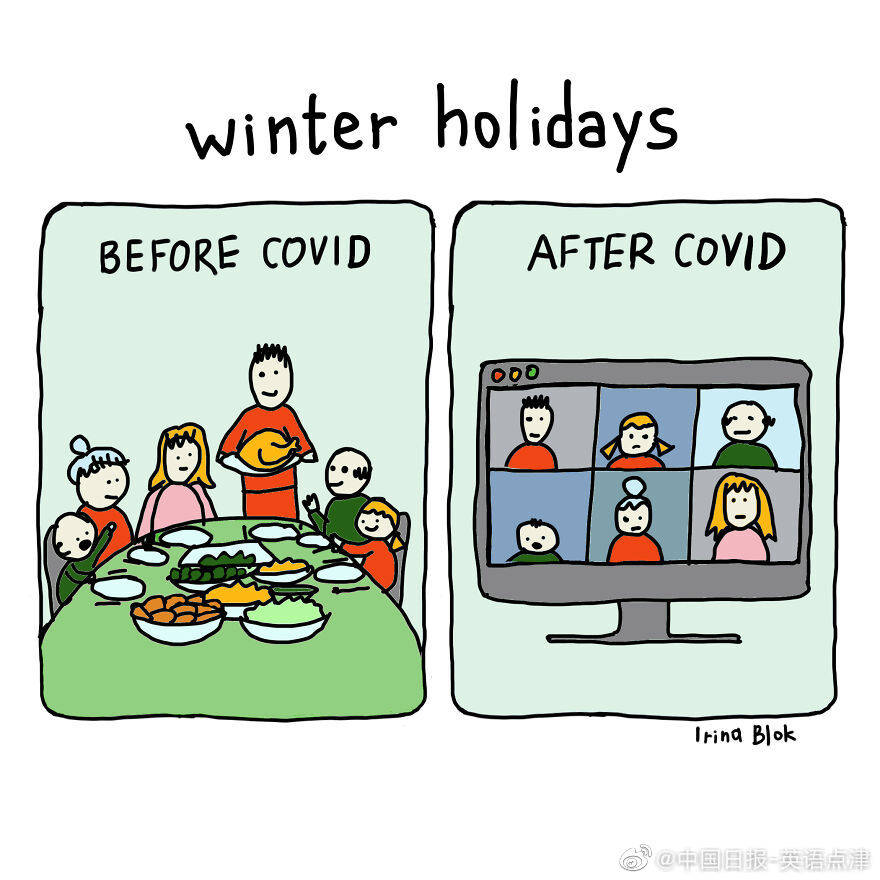 winter holidays
BEFORE COVID
AFTER COVID
Irina Blok
@中国日报-英语点津